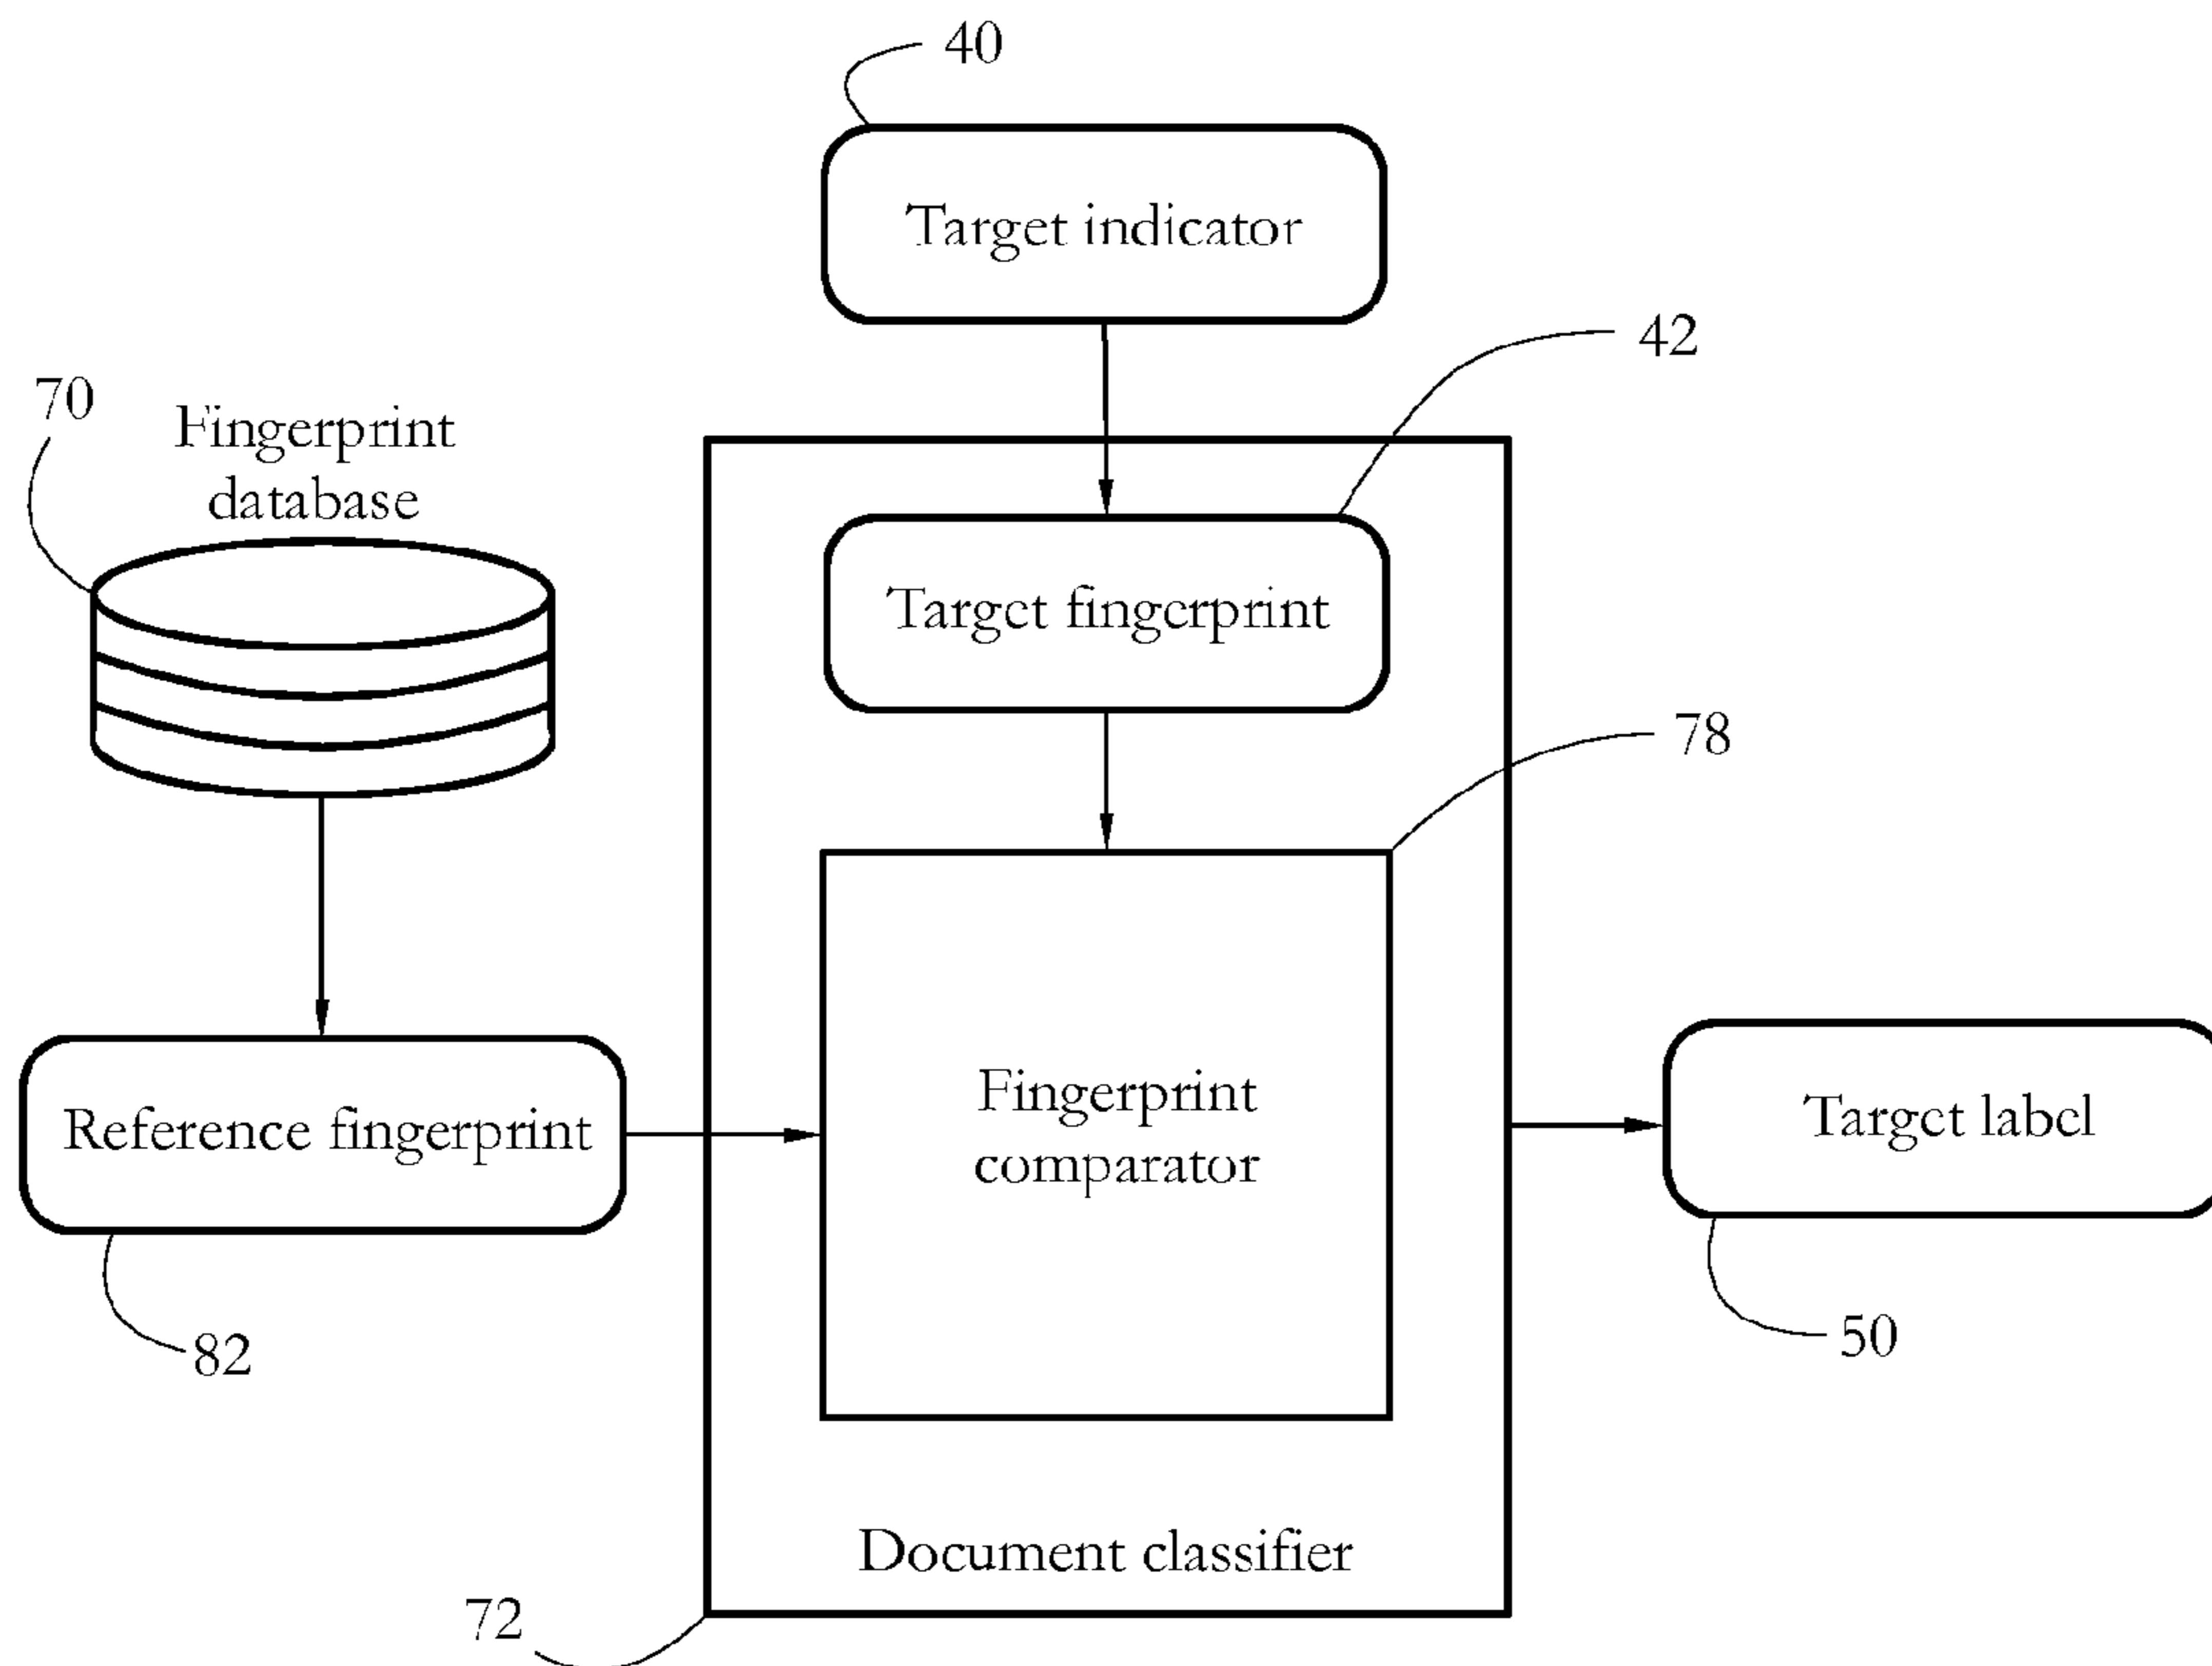 40
Target indicator
42
70
Fingerprint
database
Target fingerprint
78
Fingerprint
comparator
Reference fingerprint
Target label
82
50
Document classifier
72